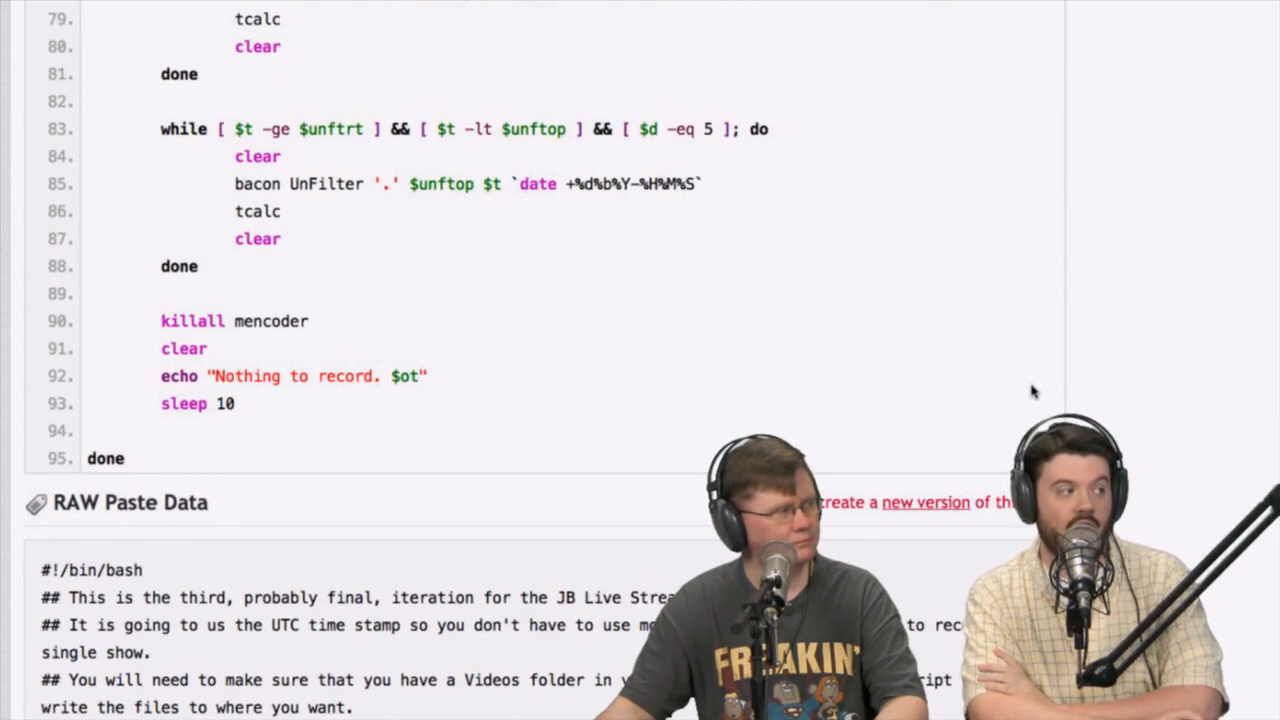 79. tcalc
80. clear
81. done
82.
83. while [ $t -ge $unftrt ] && [ $t -lt $unftop ] && [ $d -eq 5 ]; do
84. clear
85. bacon UnFilter '.' $unftop $t `date +%d%b%Y-%H%M%S`
86. tcalc
87. clear
88. done
89.
90. killall mencoder
91. clear
92. echo "Nothing to record. $ot"
93. sleep 10
94.
95. done
RAW Paste Data
create a new version of
#!/bin/bash
## This is the third, probably final, iteration for the JB Live
## It is going to us the UTC time stamp so you don't have to use to
single show.
## You will need to make sure that you have a Videos folder in
write the files to where you want.
FREAKIN'